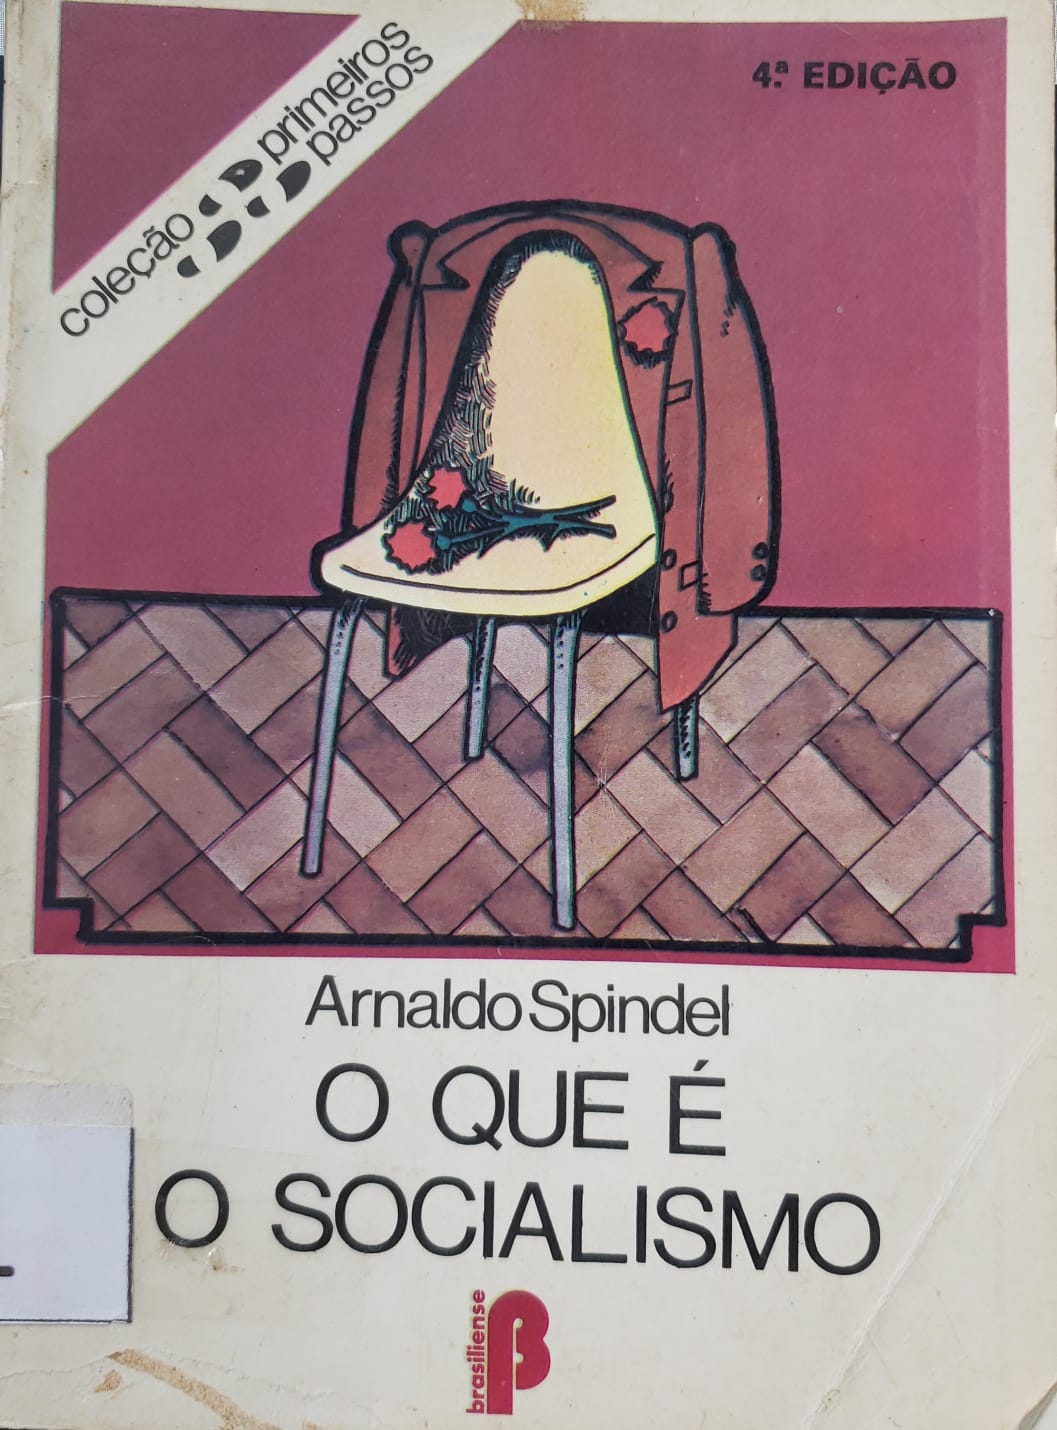 coleção primeiros
passos
4.ª EDIÇÃO
Arnaldo Spindel
O QUE É
O SOCIALISMO
brasiliense